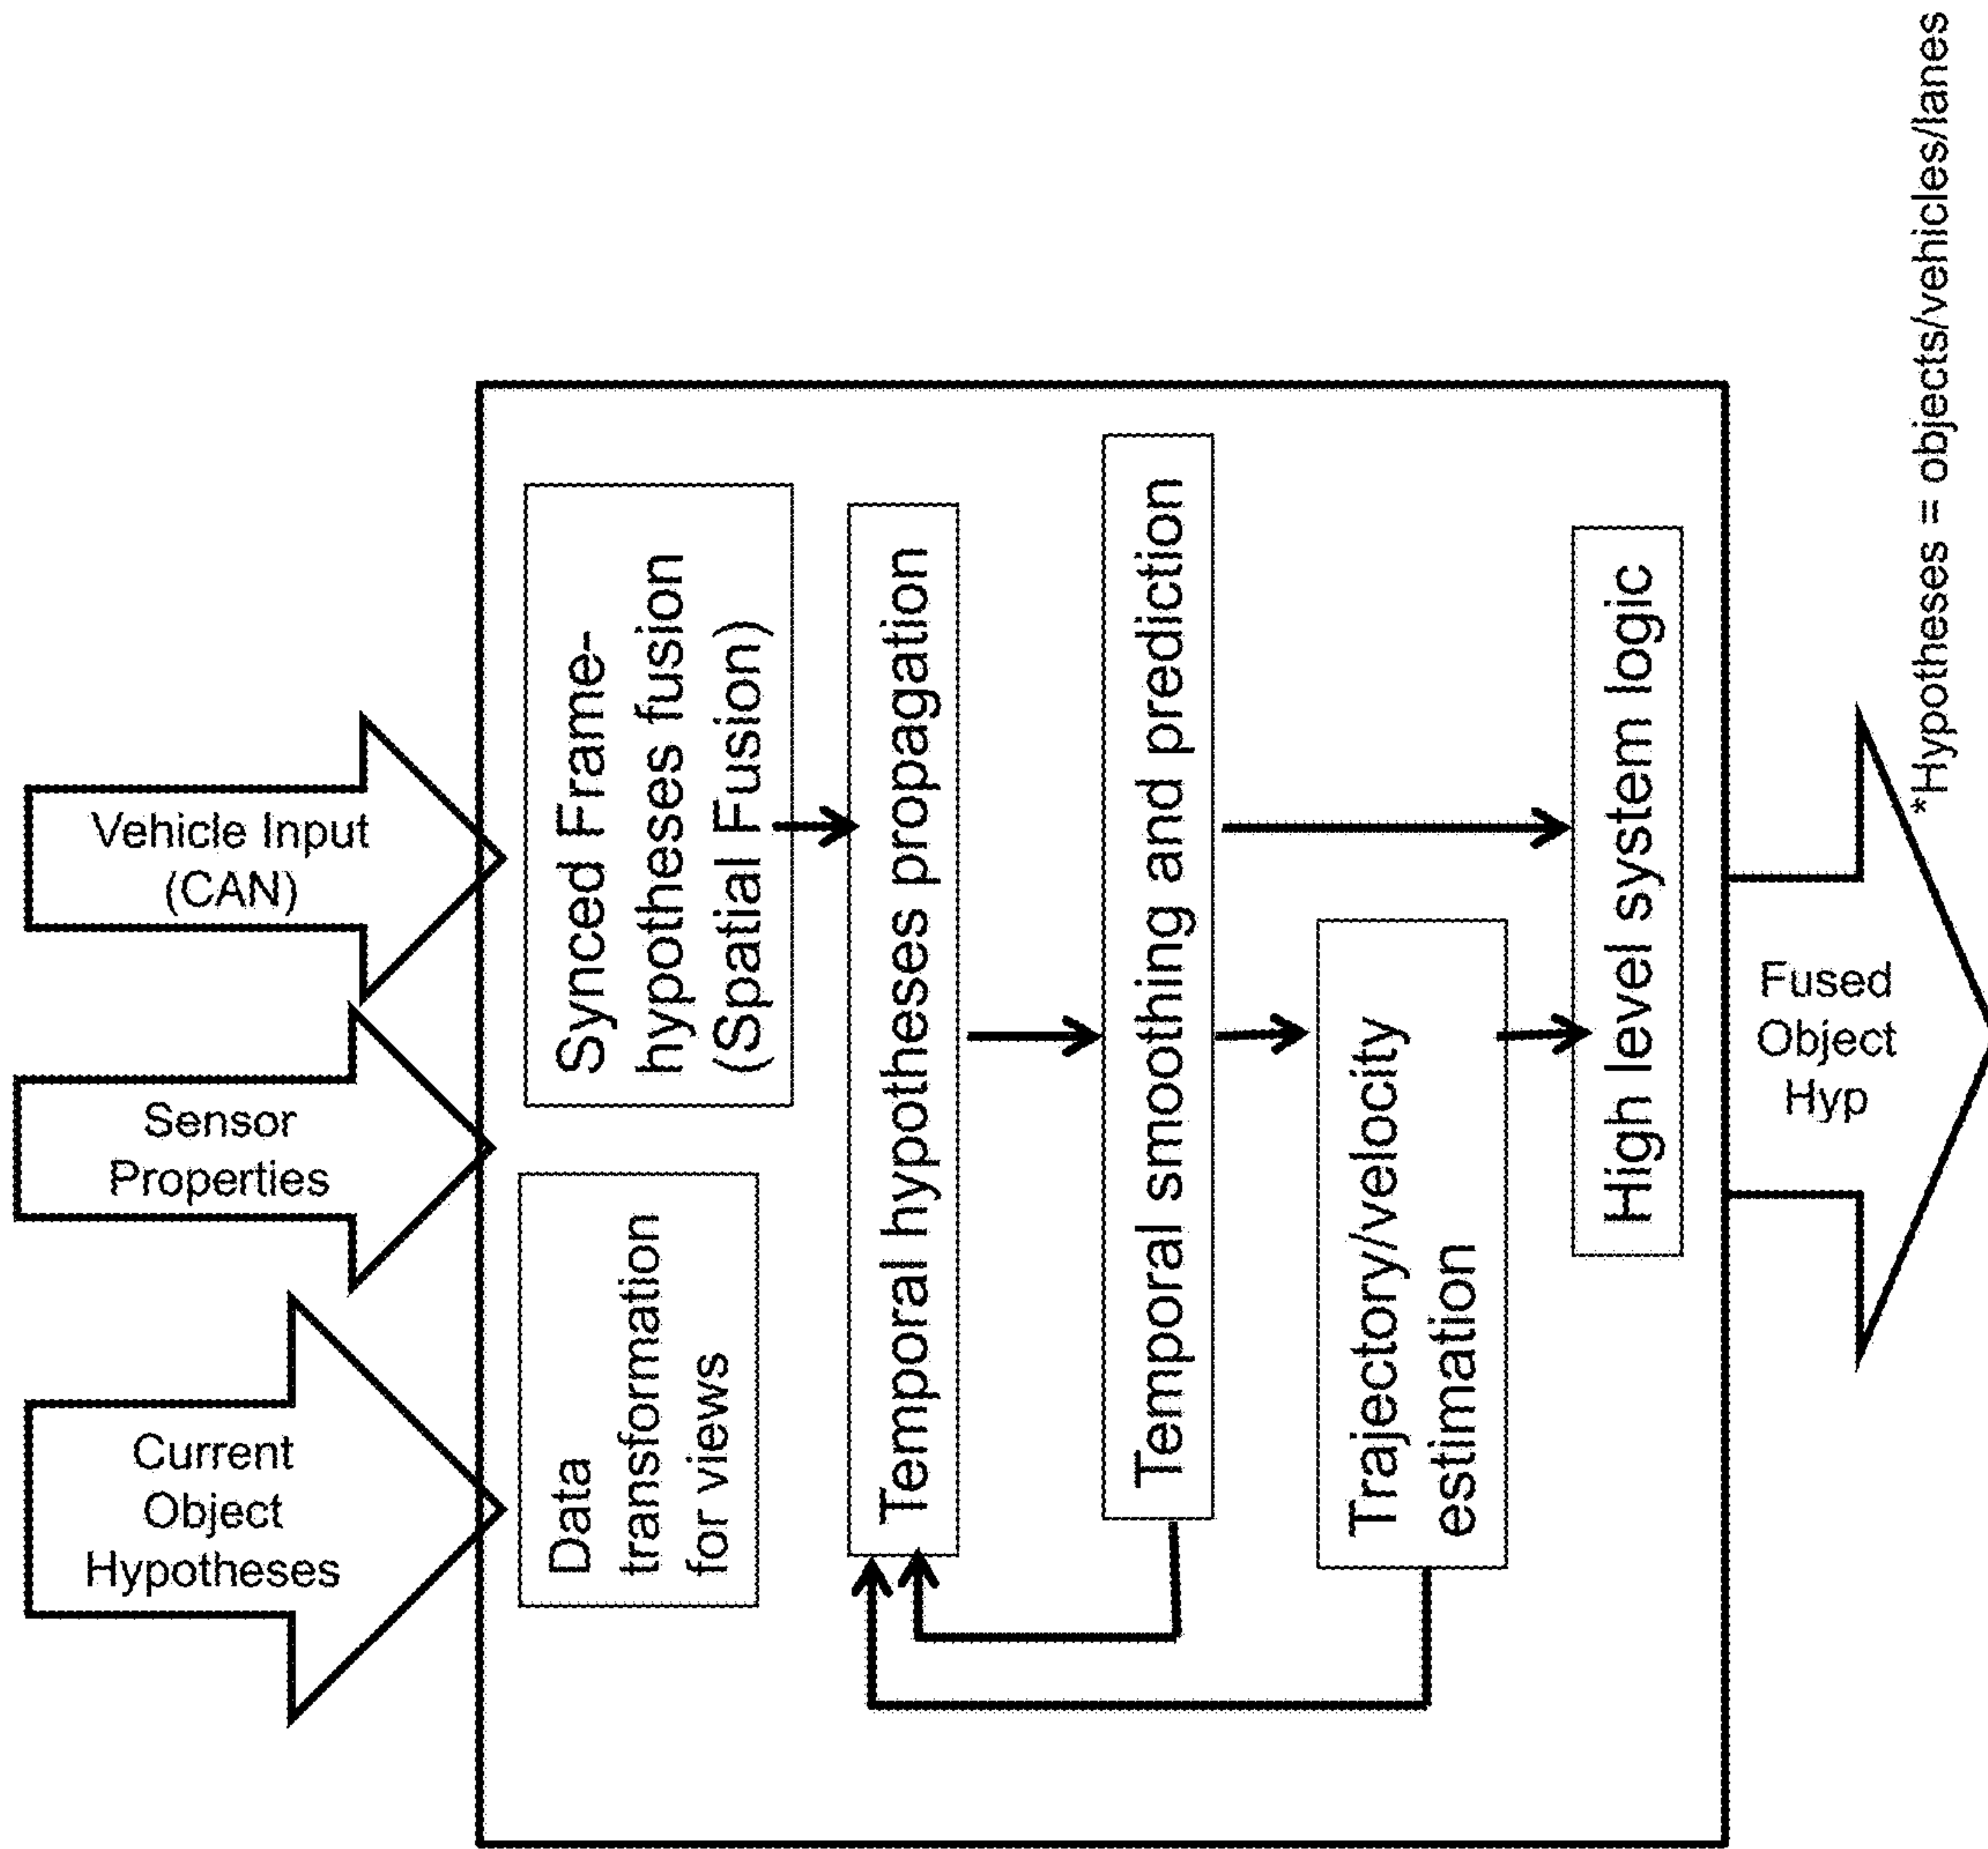 Current
Object
Hypotheses
Sensor
Properties
Vehicle Input
(CAN)
Data
transformation
for views
Synced Frame-
hypotheses fusion
(Spatial Fusion)
Temporal hypotheses propagation
Temporal smoothing and prediction
Trajectory/velocity
estimation
High level system logic
Fused
Object
Hyp
*Hypotheses = objects/vehicles/lanes